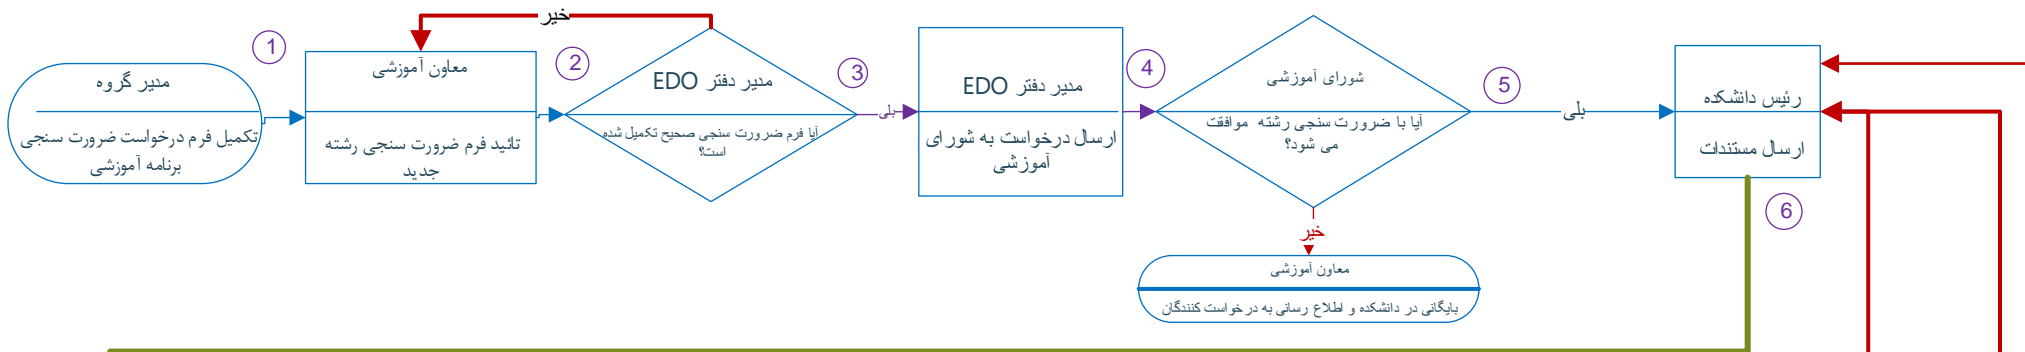 1
مدیر گروه
تکمیل فرم درخواست ضرورت سنجی
برنامه آموزشی
معاون آموزشی
تائید فرم ضرورت سنجی رشته
جدید
2
خیر
مدیر دفتر EDO
آیا فرم ضرورت سنجی صحیح تکمیل شده
است؟
3
بلی
مدیر دفتر EDO
ارسال درخواست به شورای
آموزشی
4
شورای آموزشی
آیا با ضرورت سنجی رشته موافقت
می شود؟
خیر
معاون آموزشی
بایگانی در دانشکده و اطلاع رسانی به درخواست کنندگان
5
بلی
رئیس دانشکده
ارسال مستندات
6